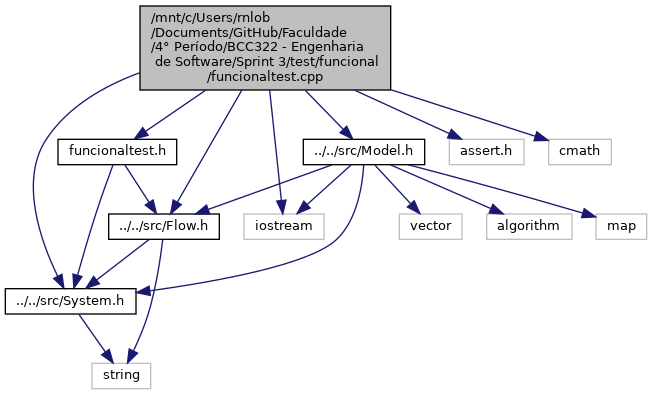 /mnt/c/Users/rnlob
/Documents/GitHub/Faculdade
/4° Período/BCC322 - Engenharia
de Software/Sprint 3/test/funcional
/funcionaltest.cpp
funcionaltest.h
../../src/Model.h
assert.h
cmath
../../src/Flow.h
iostream
vector
algorithm
map
../../src/System.h
string